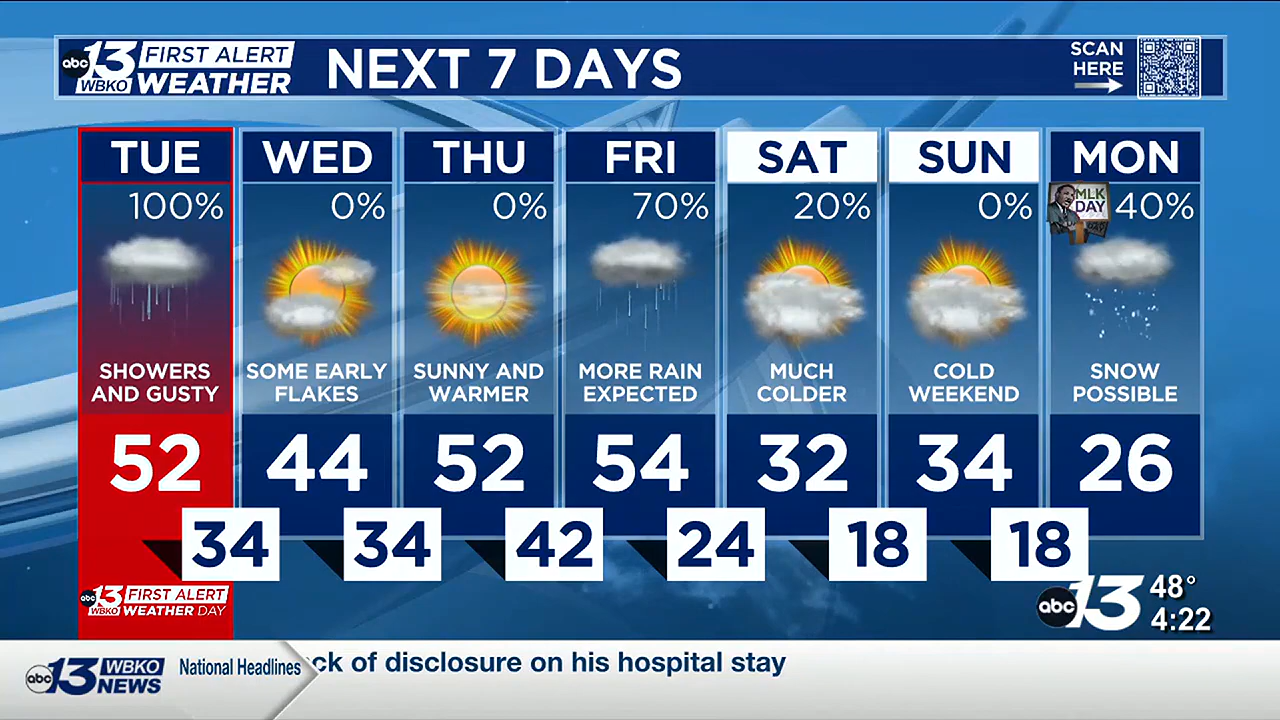 abc 13 WBKO FIRST ALERT WEATHER
NEXT 7 DAYS
SCAN HERE
TUE WED THU FRI SAT SUN MON
100% 0% 0% 70% 20% 0% 40%
MLK DAY
SHOWERS AND GUSTY
SOME EARLY FLAKES
SUNNY AND WARMER
MORE RAIN EXPECTED
MUCH COLDER
COLD WEEKEND
SNOW POSSIBLE
52 44 52 54 32 34 26
34 34 42 24 18 18
abc 13 WBKO FIRST ALERT WEATHER DAY
abc 13 48°
4:22
abc 13 WBKO NEWS
National Headlines
ck of disclosure on his hospital stay